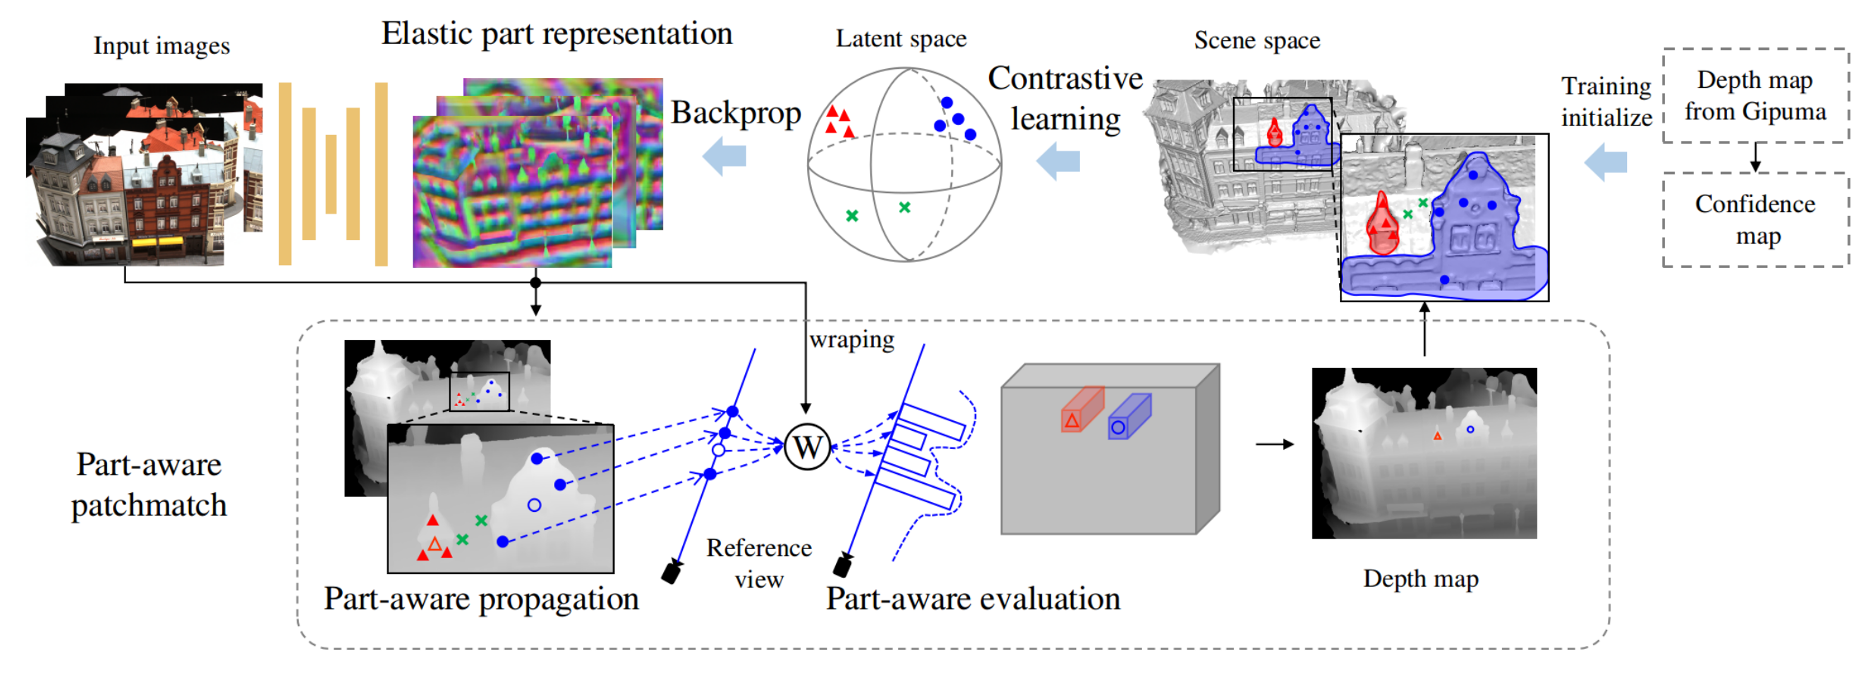 Input images
Elastic part representation
Latent space
Scene space
Backprop
Contrastive
learning
Training
initialize
Depth map
from Gipuma
Confidence
map
wraping
W
Part-aware
patchmatch
Reference
view
Part-aware propagation
Part-aware evaluation
Depth map